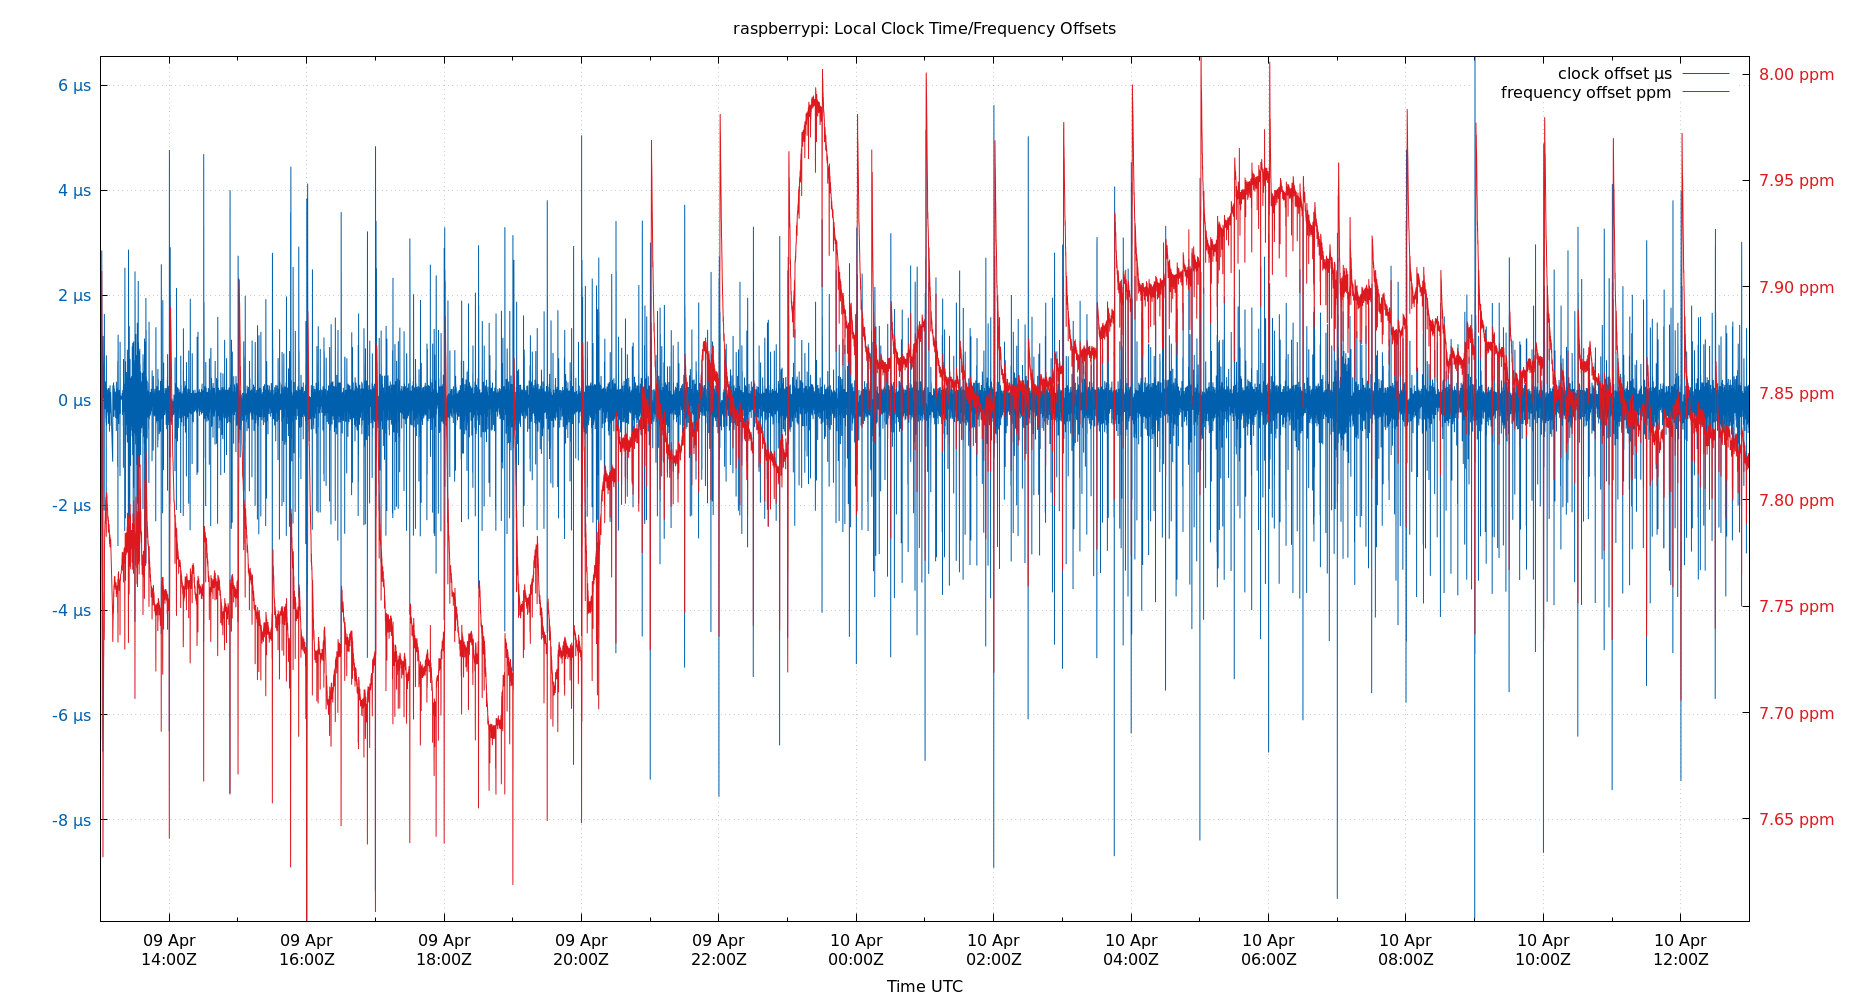 raspberrypi: Local Clock Time/Frequency Offsets
clock offset µs
frequency offset ppm
6 µs
4 µs
2 µs
0 µs
-2 µs
-4 µs
-6 µs
-8 µs
8.00 ppm
7.95 ppm
7.90 ppm
7.85 ppm
7.80 ppm
7.75 ppm
7.70 ppm
7.65 ppm
09 Apr
14:00Z
09 Apr
16:00Z
09 Apr
18:00Z
09 Apr
20:00Z
09 Apr
22:00Z
10 Apr
00:00Z
10 Apr
02:00Z
10 Apr
04:00Z
10 Apr
06:00Z
10 Apr
08:00Z
10 Apr
10:00Z
10 Apr
12:00Z
Time UTC